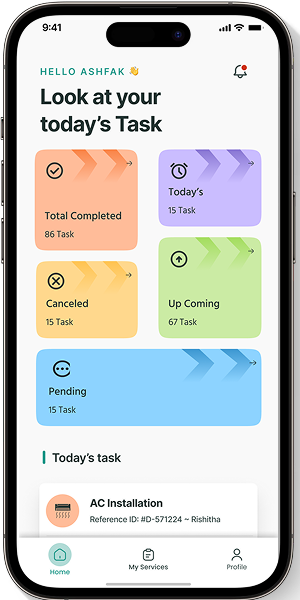 9:41
HELLO ASHFAK 👋
Look at your
today's Task
Total Completed
86 Task
Today's
15 Task
Canceled
15 Task
Up Coming
67 Task
Pending
15 Task
Today's task
AC Installation
Reference ID: #D-571224 ~ Rishitha
Home
My Services
Profile